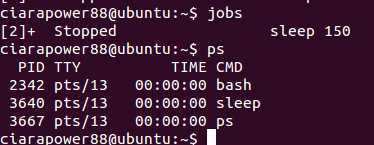 ciarapower88@ubuntu:~$ jobs
[2]+  Stopped                 sleep 150
ciarapower88@ubuntu:~$ ps
  PID TTY          TIME CMD
 2342 pts/13   00:00:00 bash
 3640 pts/13   00:00:00 sleep
 3667 pts/13   00:00:00 ps
ciarapower88@ubuntu:~$